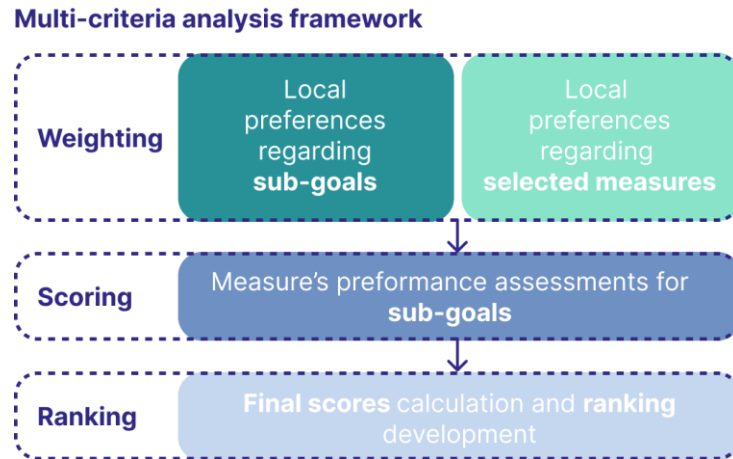 Multi-criteria analysis framework
Weighting
Local
preferences
regarding
sub-goals
Local
preferences
regarding
selected measures
Scoring
Measure's preformance assessments for
sub-goals
Ranking
Final scores calculation and ranking
development